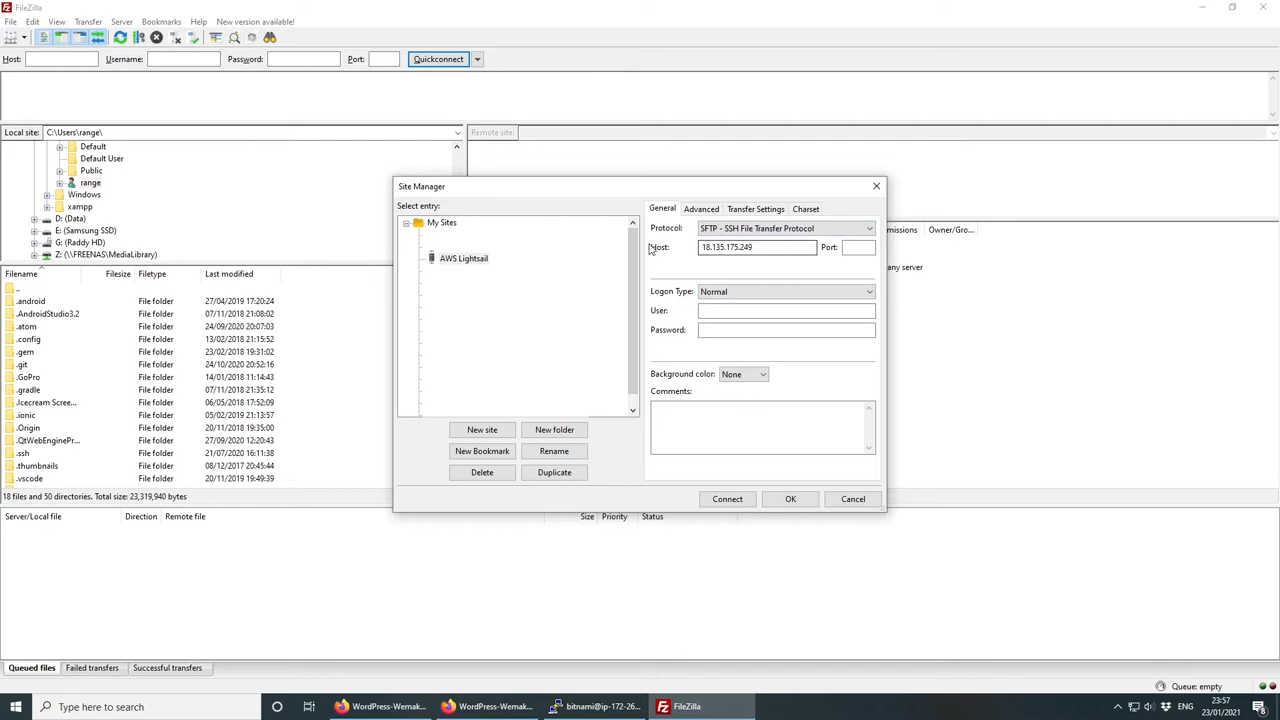 FileZilla
File Edit View Transfer Server Bookmarks Help New version available!
Host: Username: Password: Port: Quickconnect
Local site: C:\Users\range\
Remote site:
Default
Default User
Public
range
Windows
xampp
D: (Data)
E: (Samsung SSD)
G: (Raddy HD)
Z: (\\FREENAS\MediaLibrary)
Filename Filesize Filetype Last modified
..
.android File folder 27/04/2019 17:20:24
.AndroidStudio3.2 File folder 07/11/2018 21:08:02
.atom File folder 24/09/2020 20:07:03
.config File folder 13/02/2018 21:15:52
.gem File folder 23/02/2018 19:31:02
.git File folder 24/10/2020 20:52:16
.GoPro File folder 14/01/2018 11:14:43
.gradle File folder 07/11/2018 21:35:12
.Icecream Scree... File folder 06/05/2018 17:52:09
.ionic File folder 05/02/2019 21:13:57
.Origin File folder 20/11/2018 19:35:00
.QtWebEnginePr... File folder 27/09/2020 12:20:43
.ssh File folder 21/07/2020 16:11:38
.thumbnails File folder 08/12/2017 20:45:44
.vscode File folder 20/11/2019 19:49:39
18 files and 50 directories. Total size: 23,319,940 bytes
issions Owner/Gro...
any server
Site Manager
Select entry:
My Sites
AWS Lightsail
New site New folder
New Bookmark Rename
Delete Duplicate
General Advanced Transfer Settings Charset
Protocol: SFTP - SSH File Transfer Protocol
Host: 18.135.175.249 Port:
Logon Type: Normal
User:
Password:
Background color: None
Comments:
Connect OK Cancel
Server/Local file Direction Remote file Size Priority Status
Queued files Failed transfers Successful transfers
Queue: empty
Type here to search
WordPress-Wemak... WordPress-Wemak... bitnami@ip-172-26... FileZilla
ENG
23:57
23/01/2021
8